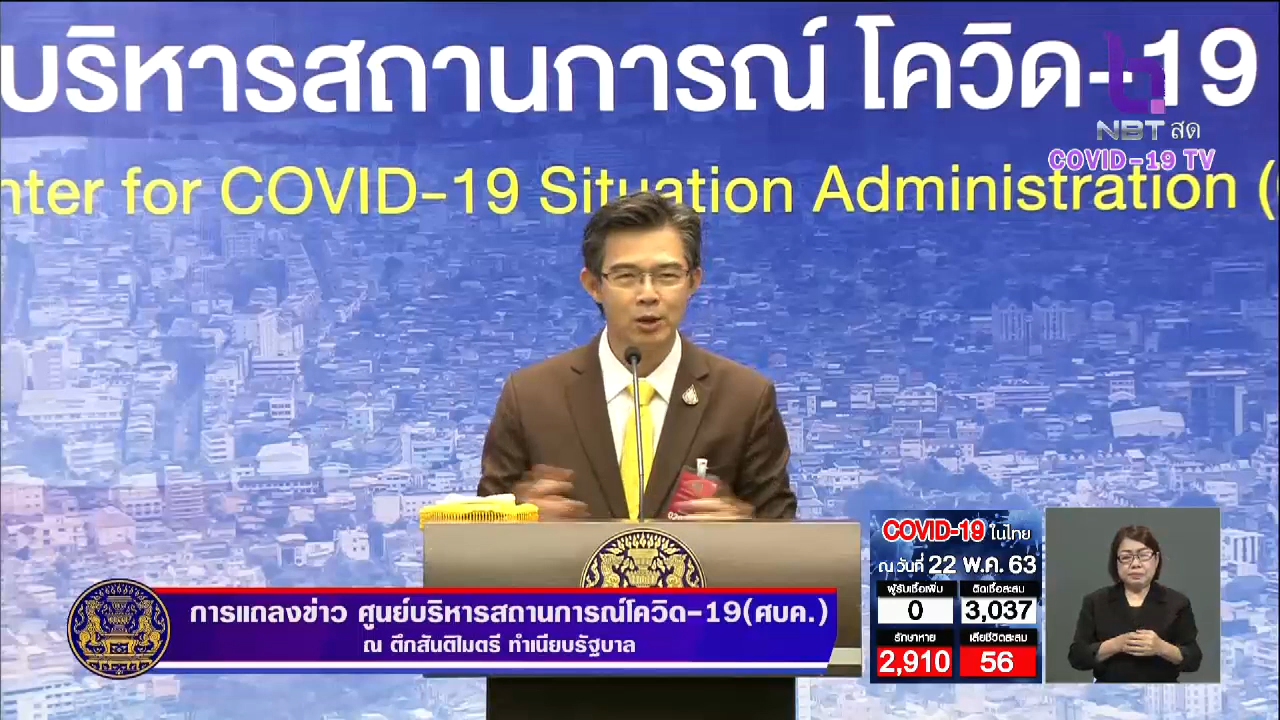 บริหารสถานการณ์ โควิด-19
nter for COVID-19 Situation Administration (
NBT สด
COVID-19 TV
COVID-19 ในไทย
ณ วันที่ 22 พ.ค. 63
ผู้รับเชื้อเพิ่ม
ติดเชื้อสะสม
0
3,037
รักษาหาย
เสียชีวิตสะสม
2,910
56
การแถลงข่าว ศูนย์บริหารสถานการณ์โควิด-19(ศบค.)
ณ ตึกสันติไมตรี ทำเนียบรัฐบาล